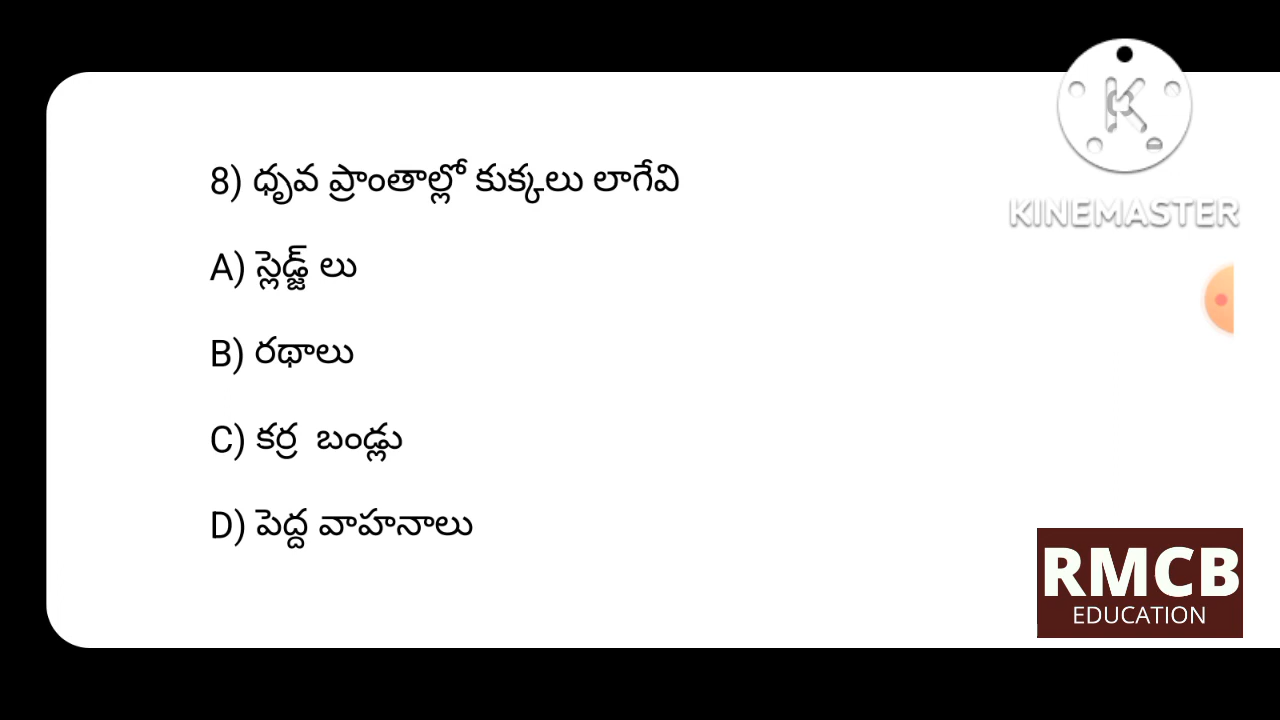 8) ధృవ ప్రాంతాల్లో కుక్కలు లాగేవి
A) స్లెడ్జ్ లు
B) రథాలు
C) కర్ర  బండ్లు
D) పెద్ద వాహనాలు
KINEMASTER
RMCB
EDUCATION